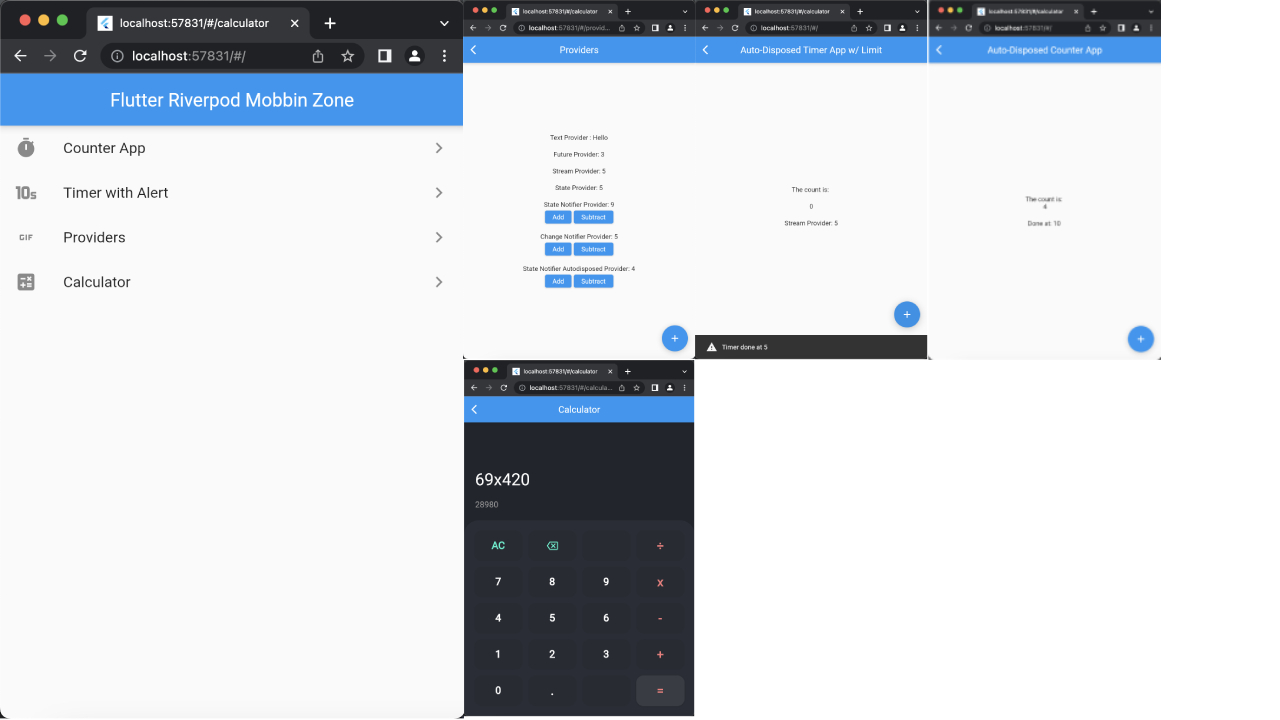 localhost:57831/#/calculator
localhost:57831/#/
Flutter Riverpod Mobbin Zone
Counter App
10s Timer with Alert
GIF Providers
Calculator
localhost:57831/#/calculator
localhost:57831/#/provid...
Providers
Text Provider : Hello
Future Provider: 3
Stream Provider: 5
State Provider: 5
State Notifier Provider: 9
Add Subtract
Change Notifier Provider: 5
Add Subtract
State Notifier Autodisposed Provider: 4
Add Subtract
+
localhost:57831/#/calculator
localhost:57831/#/
Auto-Disposed Timer App w/ Limit
The count is:
0
Stream Provider: 5
+
Timer done at 5
localhost:57831/#/calculator
localhost:57831/#/
Auto-Disposed Counter App
The count is:
4
Done at: 10
+
localhost:57831/#/calculator
localhost:57831/#/calcula...
Calculator
69x420
28980
AC ÷
7 8 9 x
4 5 6 -
1 2 3 +
0 . =